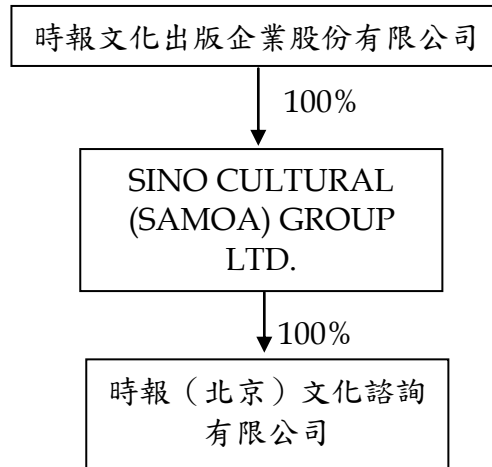 時報文化出版企業股份有限公司
100%
SINO CULTURAL
(SAMOA) GROUP
LTD.
100%
時報（北京）文化諮詢
有限公司